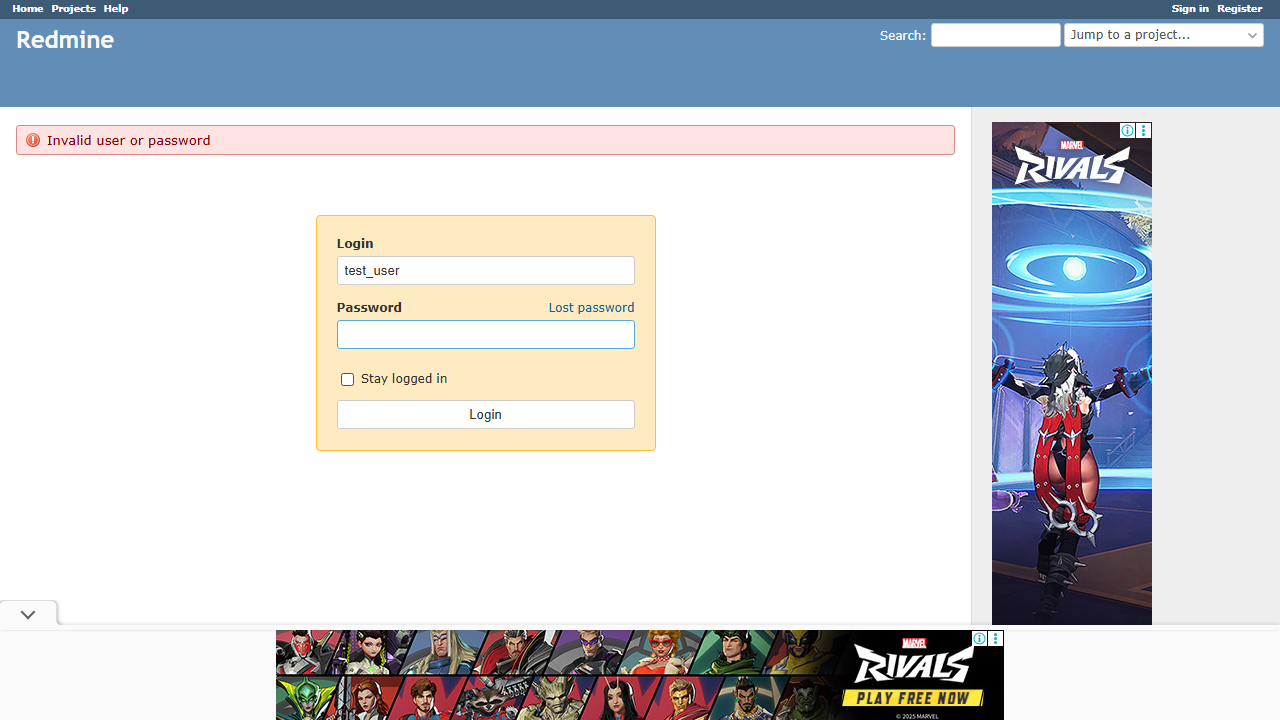 Home Projects Help Sign in Register
Redmine
Search: Jump to a project...
Invalid user or password
Login
test_user
Password Lost password
Stay logged in
Login
MARVEL
RIVALS
MARVEL
RIVALS
PLAY FREE NOW
© 2025 MARVEL